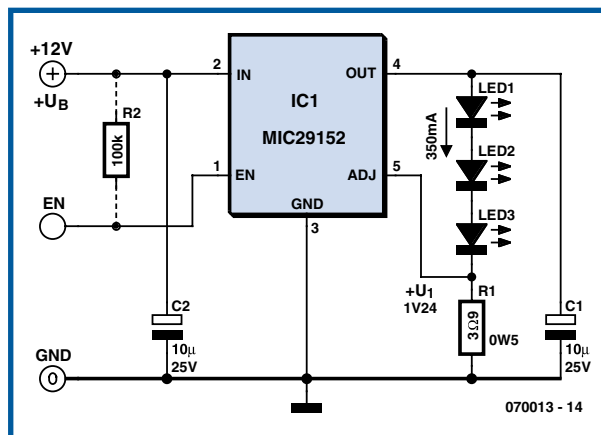 +12V
+UB
R2
100k
EN
GND
C2
10µ
25V
2
IN
OUT
4
IC1
MIC29152
1
EN
ADJ
5
GND
3
350mA
LED1
LED2
LED3
+U1
1V24
R1
3Ω9
0W5
C1
10µ
25V
070013 - 14